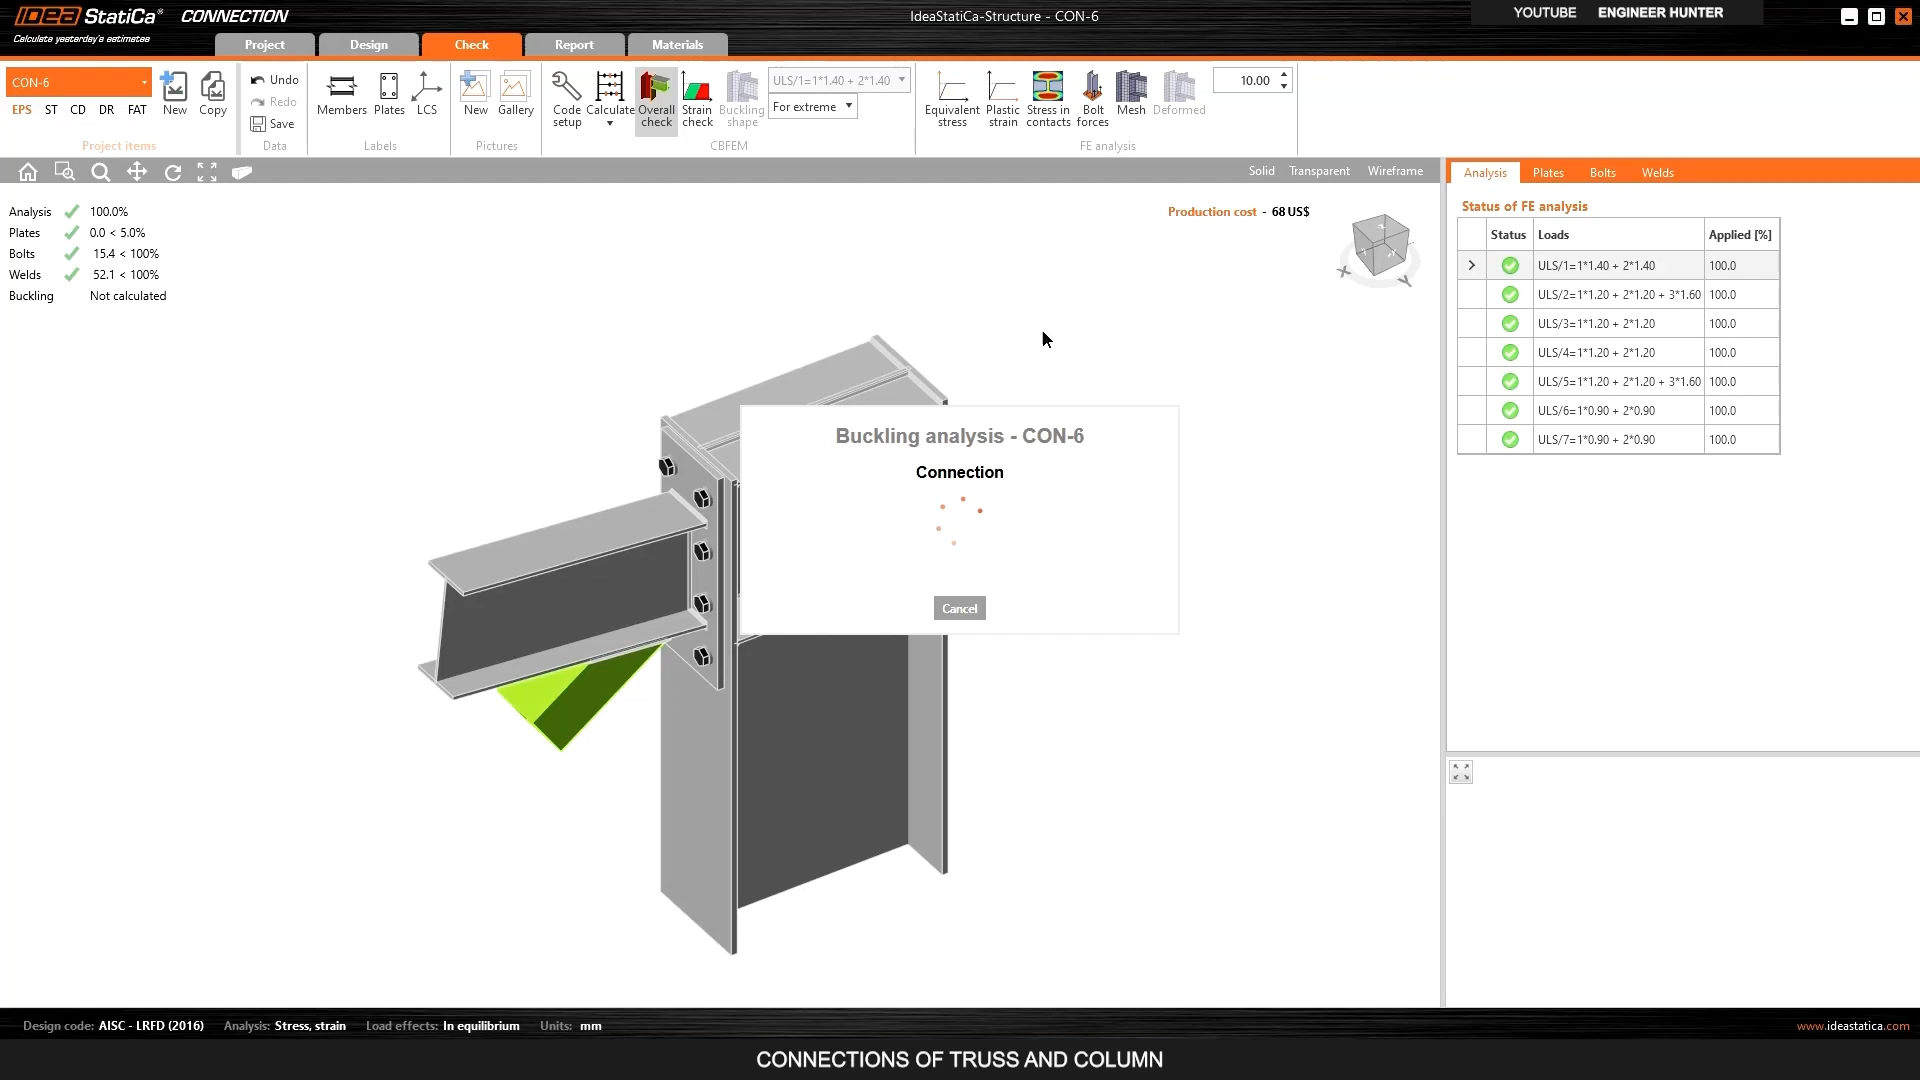 IDEA StatiCa® CONNECTION
Calculate yesterday's estimates
IdeaStatiCa-Structure - CON-6
YOUTUBE ENGINEER HUNTER
Project Design Check Report Materials
CON-6
EPS ST CD DR FAT
New Copy
Project items
Undo
Redo
Save
Data
Members Plates LCS
Labels
New Gallery
Pictures
Code setup
Calculate
Overall check
Strain check
Buckling shape
ULS/1=1*1.40 + 2*1.40
For extreme
CBFEM
Equivalent stress
Plastic strain
Stress in contacts
Bolt forces
Mesh
Deformed
FE analysis
10.00
Solid Transparent Wireframe
Analysis 100.0%
Plates 0.0 < 5.0%
Bolts 15.4 < 100%
Welds 52.1 < 100%
Buckling Not calculated
Production cost - 68 US$
X Y
Buckling analysis - CON-6
Connection
Cancel
Analysis Plates Bolts Welds
Status of FE analysis
Status Loads Applied [%]
> ULS/1=1*1.40 + 2*1.40 100.0
ULS/2=1*1.20 + 2*1.20 + 3*1.60 100.0
ULS/3=1*1.20 + 2*1.20 100.0
ULS/4=1*1.20 + 2*1.20 100.0
ULS/5=1*1.20 + 2*1.20 + 3*1.60 100.0
ULS/6=1*0.90 + 2*0.90 100.0
ULS/7=1*0.90 + 2*0.90 100.0
Design code: AISC - LRFD (2016) Analysis: Stress, strain Load effects: In equilibrium Units: mm
www.ideastatica.com
CONNECTIONS OF TRUSS AND COLUMN